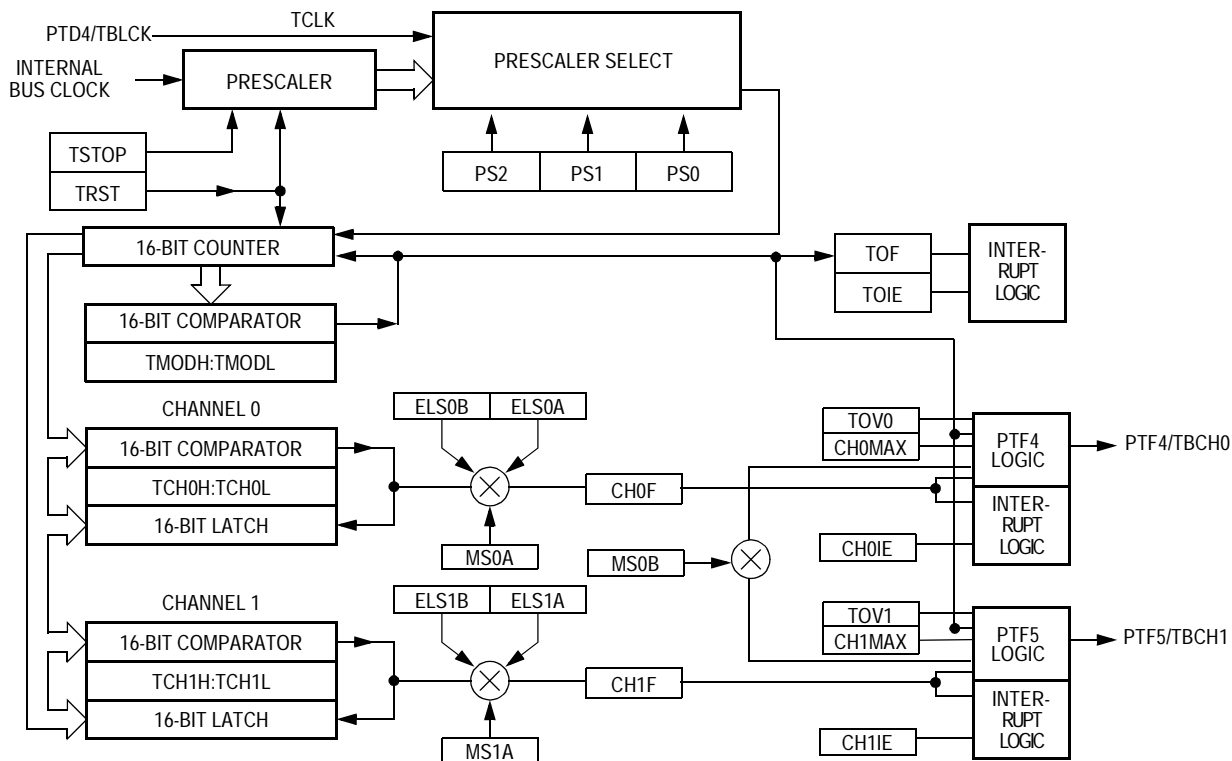 PTD4/TBLCK
TCLK
INTERNAL
BUS CLOCK
PRESCALER
PRESCALER SELECT
TSTOP
TRST
PS2
PS1
PS0
16-BIT COUNTER
16-BIT COMPARATOR
TMODH:TMODL
TOF
TOIE
INTER-
RUPT
LOGIC
CHANNEL 0
16-BIT COMPARATOR
TCH0H:TCH0L
16-BIT LATCH
ELS0B
ELS0A
MS0A
CH0F
MS0B
TOV0
CH0MAX
CH0IE
PTF4
LOGIC
INTER-
RUPT
LOGIC
PTF4/TBCH0
CHANNEL 1
16-BIT COMPARATOR
TCH1H:TCH1L
16-BIT LATCH
ELS1B
ELS1A
MS1A
CH1F
TOV1
CH1MAX
CH1IE
PTF5
LOGIC
INTER-
RUPT
LOGIC
PTF5/TBCH1